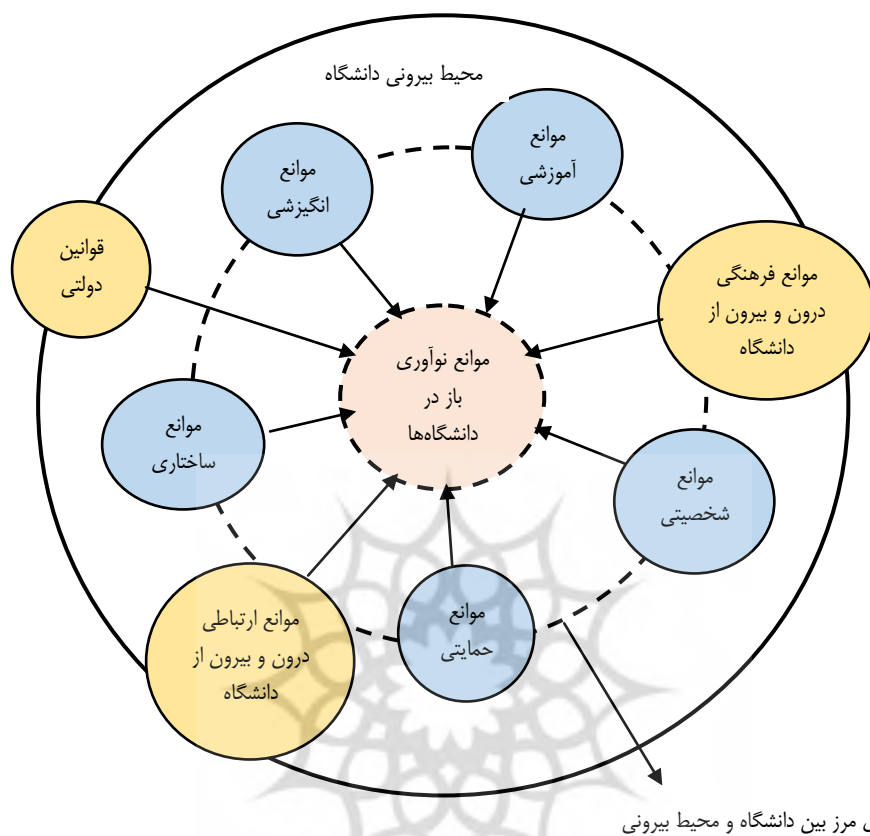 محیط بیرونی دانشگاه
موانع
آموزشی
موانع
انگیزشی
قوانین
دولتی
موانع فرهنگی
درون و بیرون از
دانشگاه
موانع نوآوری
باز در
دانشگاه‌ها
موانع
ساختاری
موانع
شخصیتی
موانع ارتباطی
درون و بیرون از
دانشگاه
موانع
حمایتی
مرز بین دانشگاه و محیط بیرونی